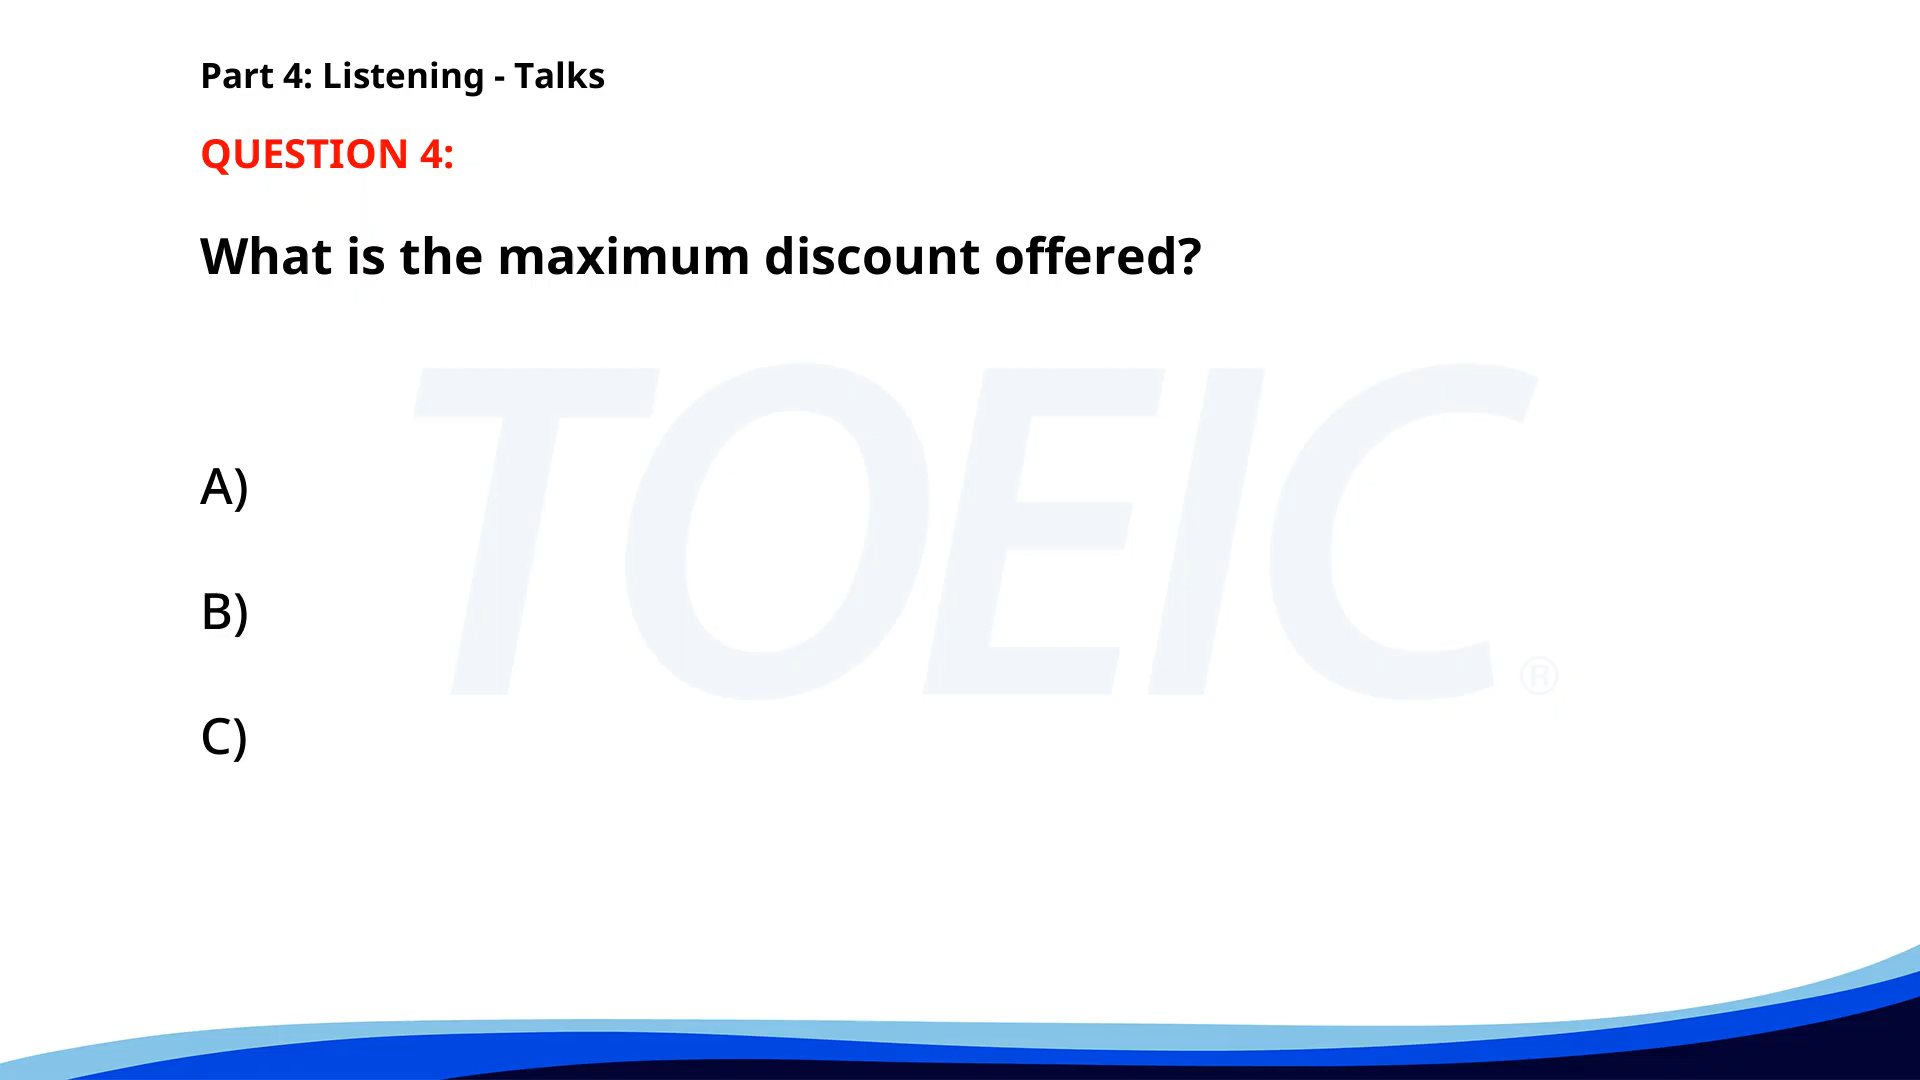 Part 4: Listening - Talks
QUESTION 4:
What is the maximum discount offered?
TOEIC®
A)
B)
C)